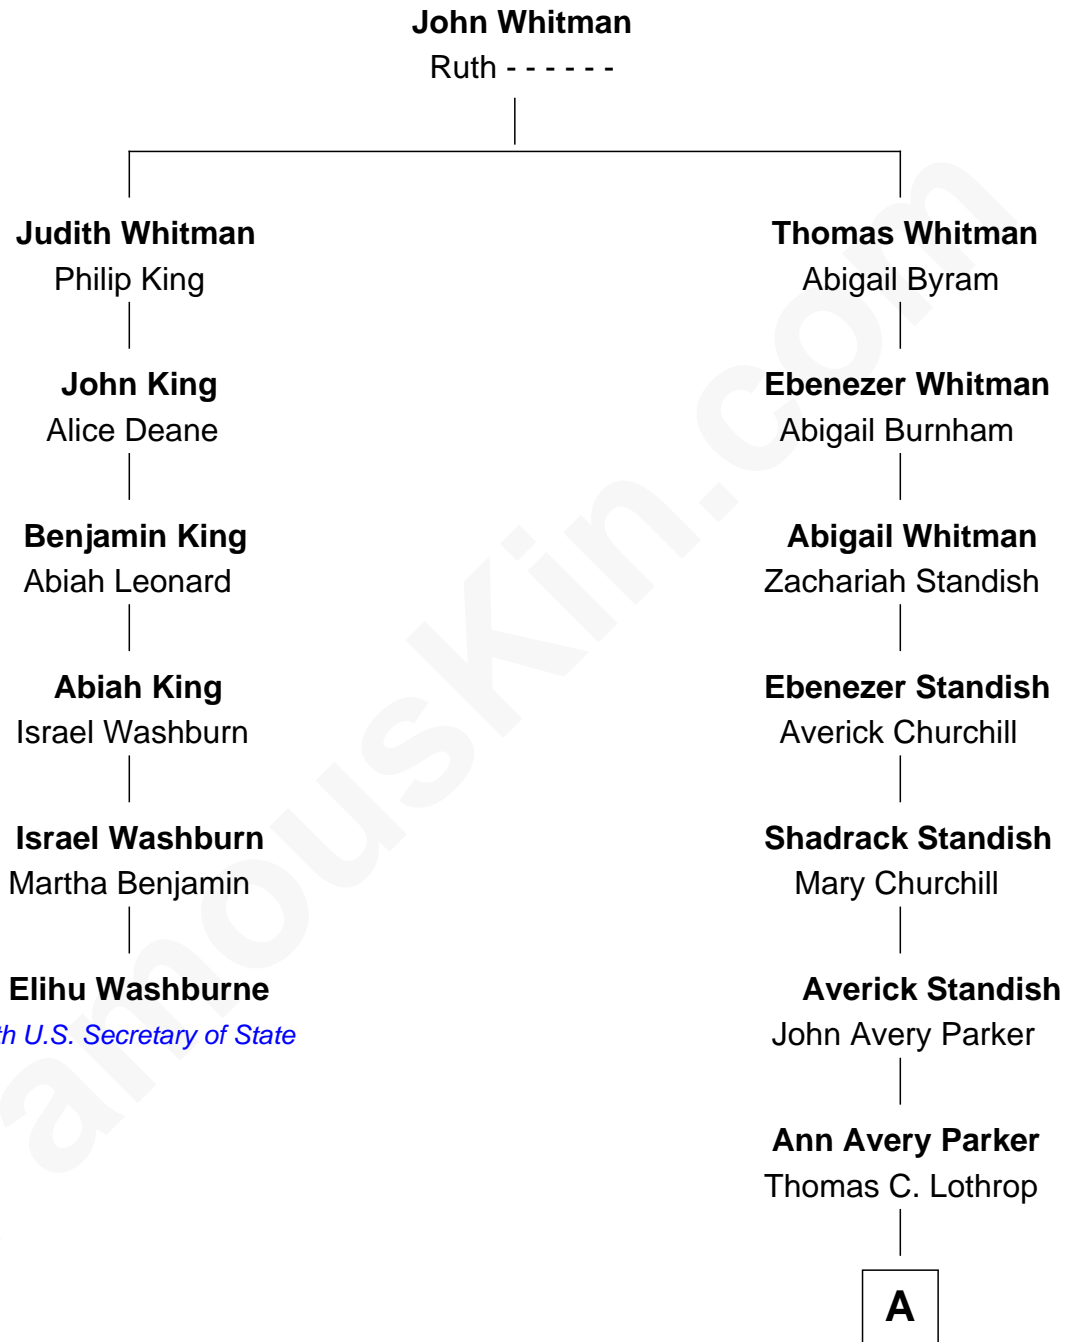 John Whitman
Ruth - - - - - -
Judith Whitman
Philip King
Thomas Whitman
Abigail Byram
John King
Alice Deane
Ebenezer Whitman
Abigail Burnham
Benjamin King
Abiah Leonard
Abigail Whitman
Zachariah Standish
Abiah King
Israel Washburn
Ebenezer Standish
Averick Churchill
Israel Washburn
Martha Benjamin
Shadrack Standish
Mary Churchill
Elihu Washburne
th U.S. Secretary of State
Averick Standish
John Avery Parker
Ann Avery Parker
Thomas C. Lothrop
A
amouskin.com